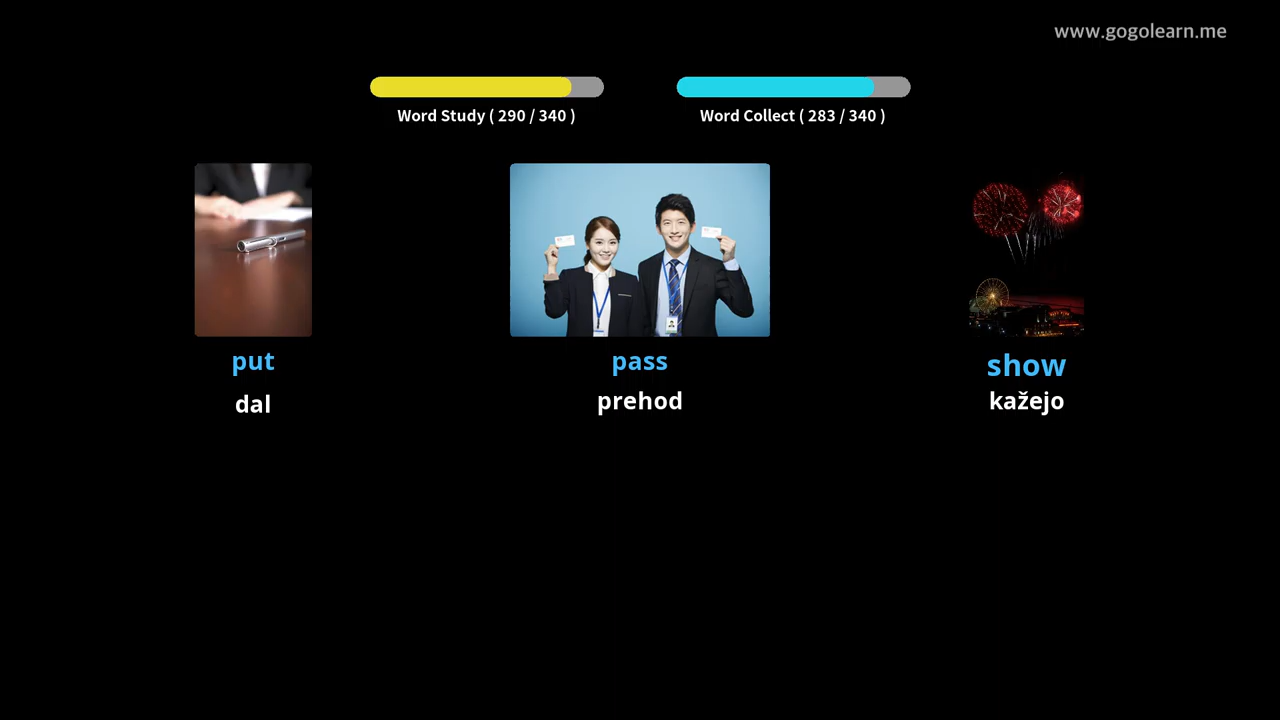 www.gogolearn.me
Word Study ( 290 / 340 )
Word Collect ( 283 / 340 )
put
pass
show
dal
prehod
kažejo